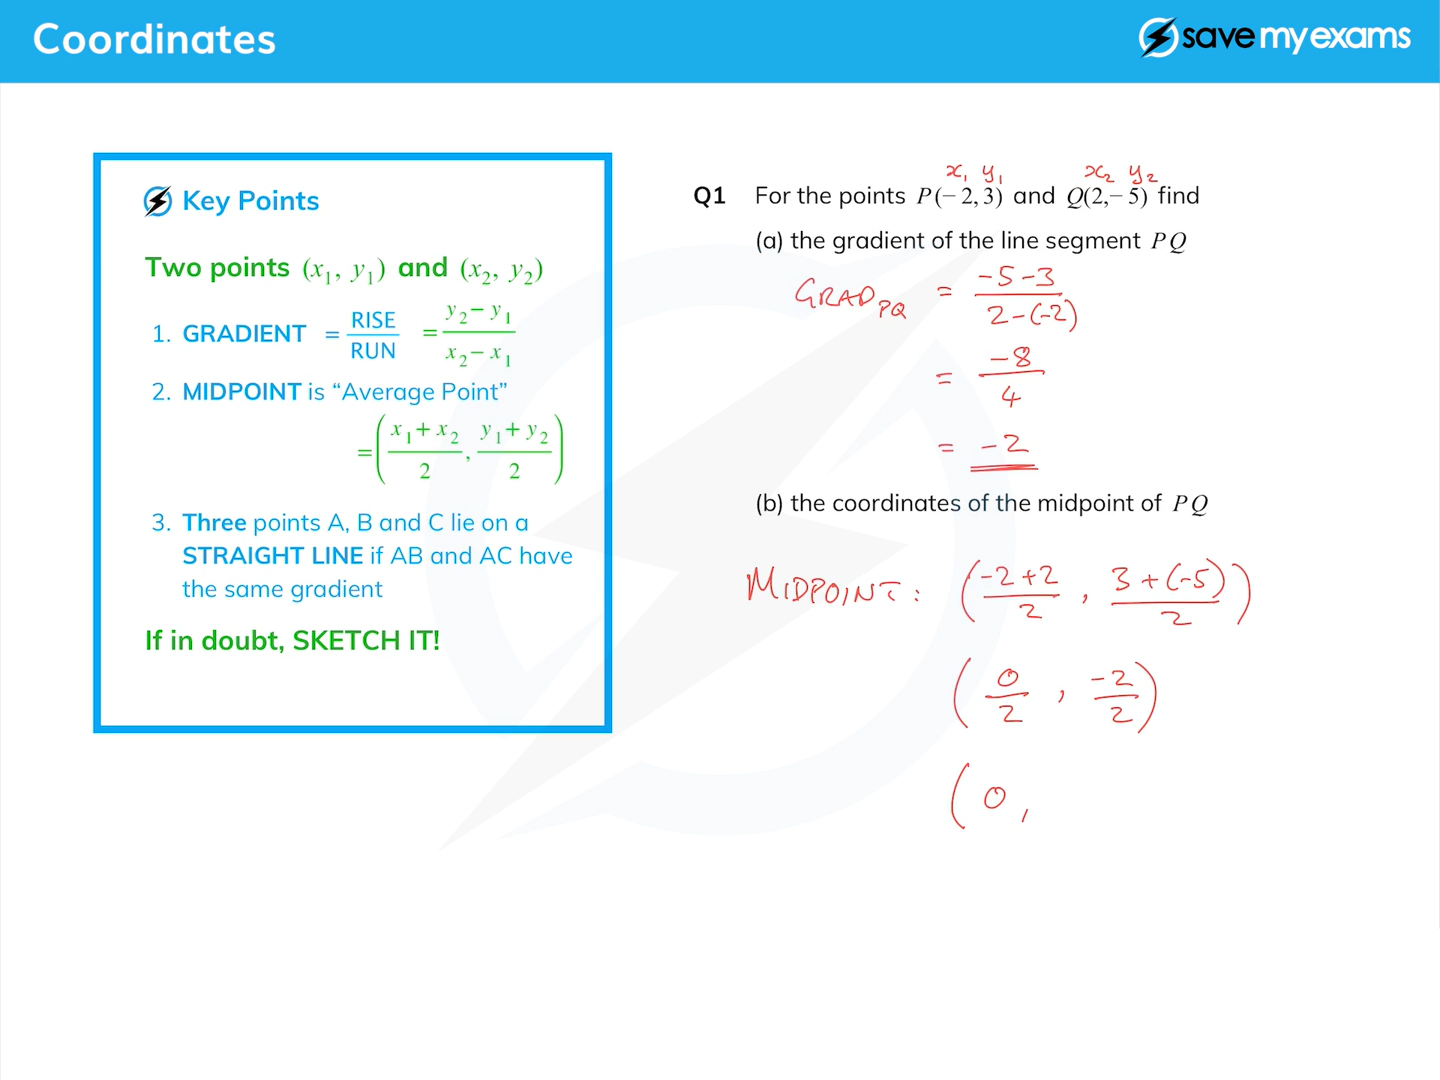 Coordinates
save my exams
Key Points
Two points (x₁, y₁) and (x₂, y₂)
1. GRADIENT = RISE/RUN = (y₂ − y₁)/(x₂ − x₁)
2. MIDPOINT is “Average Point”
= ((x₁ + x₂)/2, (y₁ + y₂)/2)
3. Three points A, B and C lie on a
STRAIGHT LINE if AB and AC have
the same gradient
If in doubt, SKETCH IT!
x₁ y₁ x₂ y₂
Q1 For the points P(−2, 3) and Q(2,−5) find
(a) the gradient of the line segment PQ
GRAD PQ = (−5−3)/(2−(−2))
= −8/4
= −2
(b) the coordinates of the midpoint of PQ
MIDPOINT: ((−2+2)/2, (3+(−5))/2)
(0/2, −2/2)
(0,